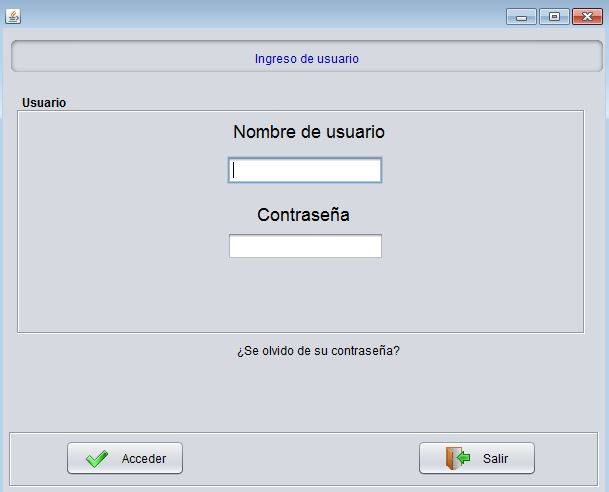 Ingreso de usuario
Usuario
Nombre de usuario
Contraseña
¿Se olvido de su contraseña?
Acceder
Salir